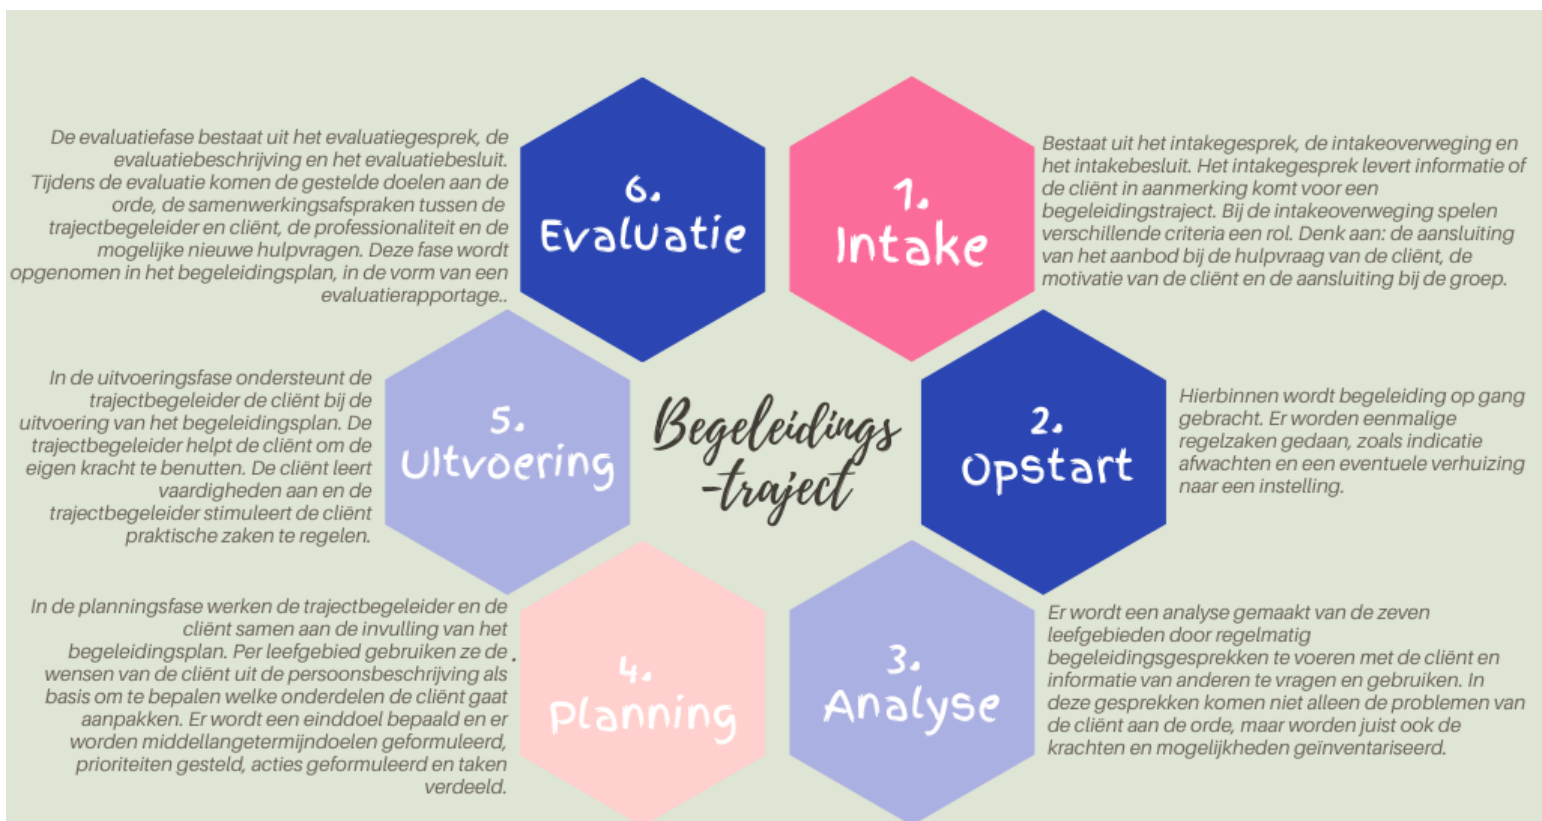 1.
Intake
Bestaat uit het intakegesprek, de intakeoverweging en
het intakebesluit. Het intakegesprek levert informatie of
de cliënt in aanmerking komt voor een
begeleidingstraject. Bij de intakeoverweging spelen
verschillende criteria een rol. Denk aan: de aansluiting
van het aanbod bij de hulpvraag van de cliënt, de
motivatie van de cliënt en de aansluiting bij de groep.
2.
Opstart
Hierbinnen wordt begeleiding op gang
gebracht. Er worden eenmalige
regelzaken gedaan, zoals indicatie
afwachten en een eventuele verhuizing
naar een instelling.
3.
Analyse
Er wordt een analyse gemaakt van de zeven
leefgebieden door regelmatig
begeleidingsgesprekken te voeren met de cliënt en
informatie van anderen te vragen en gebruiken. In
deze gesprekken komen niet alleen de problemen van
de cliënt aan de orde, maar worden juist ook de
krachten en mogelijkheden geïnventariseerd.
4.
Planning
In de planningsfase werken de trajectbegeleider en de
cliënt samen aan de invulling van het
begeleidingsplan. Per leefgebied gebruiken ze de
wensen van de cliënt uit de persoonsbeschrijving als
basis om te bepalen welke onderdelen de cliënt gaat
aanpakken. Er wordt een einddoel bepaald en er
worden middellangetermijndoelen geformuleerd,
prioriteiten gesteld, acties geformuleerd en taken
verdeeld.
5.
UItvoering
In de uitvoeringsfase ondersteunt de
trajectbegeleider de cliënt bij de
uitvoering van het begeleidingsplan. De
trajectbegeleider helpt de cliënt om de
eigen kracht te benutten. De cliënt leert
vaardigheden aan en de
trajectbegeleider stimuleert de cliënt
praktische zaken te regelen.
6.
Evaluatie
De evaluatiefase bestaat uit het evaluatiegesprek, de
evaluatiebeschrijving en het evaluatiebesluit.
Tijdens de evaluatie komen de gestelde doelen aan de
orde, de samenwerkingsafspraken tussen de
trajectbegeleider en cliënt, de professionaliteit en de
mogelijke nieuwe hulpvragen. Deze fase wordt
opgenomen in het begeleidingsplan, in de vorm van een
evaluatierapportage..
Begeleidings
-traject